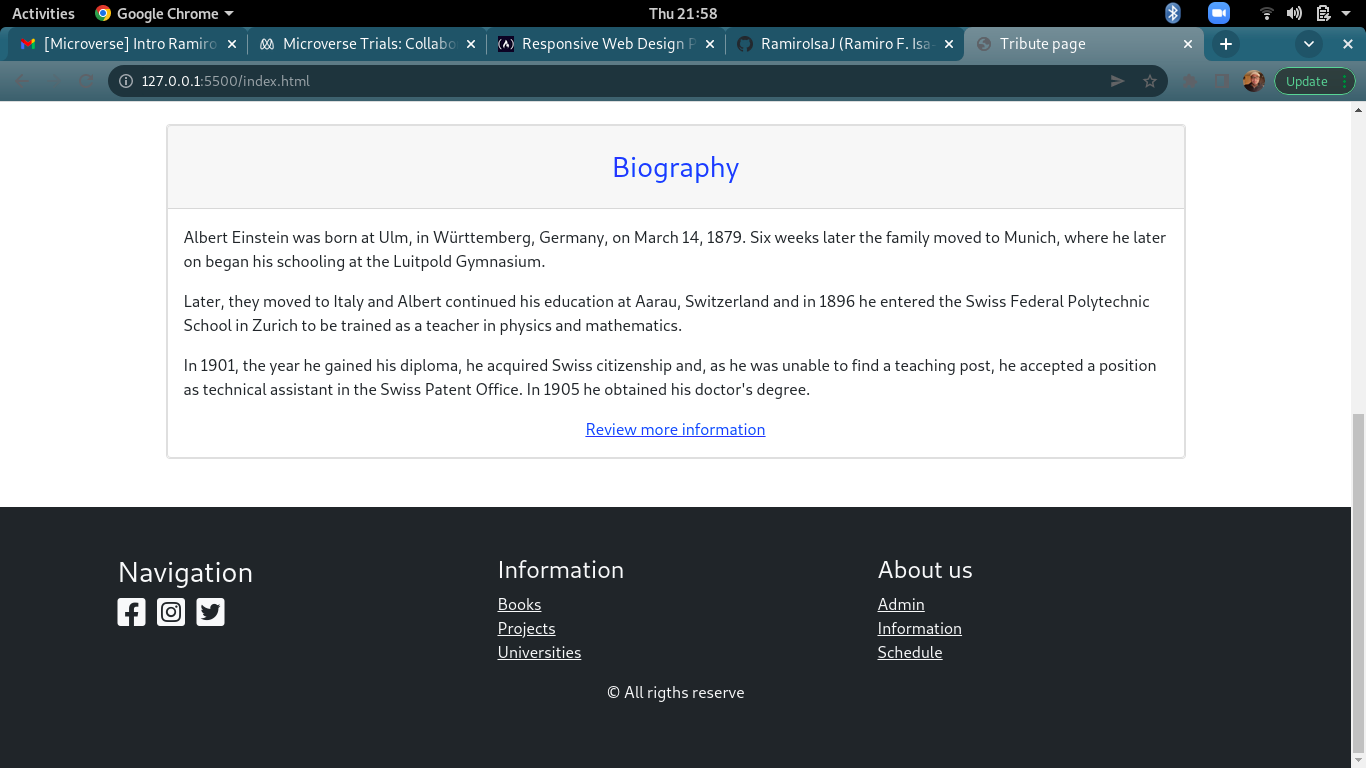 Activities Google Chrome Thu 21:58
[Microverse] Intro Ramiro Microverse Trials: Collabo Responsive Web Design P RamiroIsaJ (Ramiro F. Isa- Tribute page
127.0.0.1:5500/index.html Update
Biography
Albert Einstein was born at Ulm, in Württemberg, Germany, on March 14, 1879. Six weeks later the family moved to Munich, where he later
on began his schooling at the Luitpold Gymnasium.
Later, they moved to Italy and Albert continued his education at Aarau, Switzerland and in 1896 he entered the Swiss Federal Polytechnic
School in Zurich to be trained as a teacher in physics and mathematics.
In 1901, the year he gained his diploma, he acquired Swiss citizenship and, as he was unable to find a teaching post, he accepted a position
as technical assistant in the Swiss Patent Office. In 1905 he obtained his doctor's degree.
Review more information
Navigation Information About us
Books Admin
Projects Information
Universities Schedule
© All rigths reserve